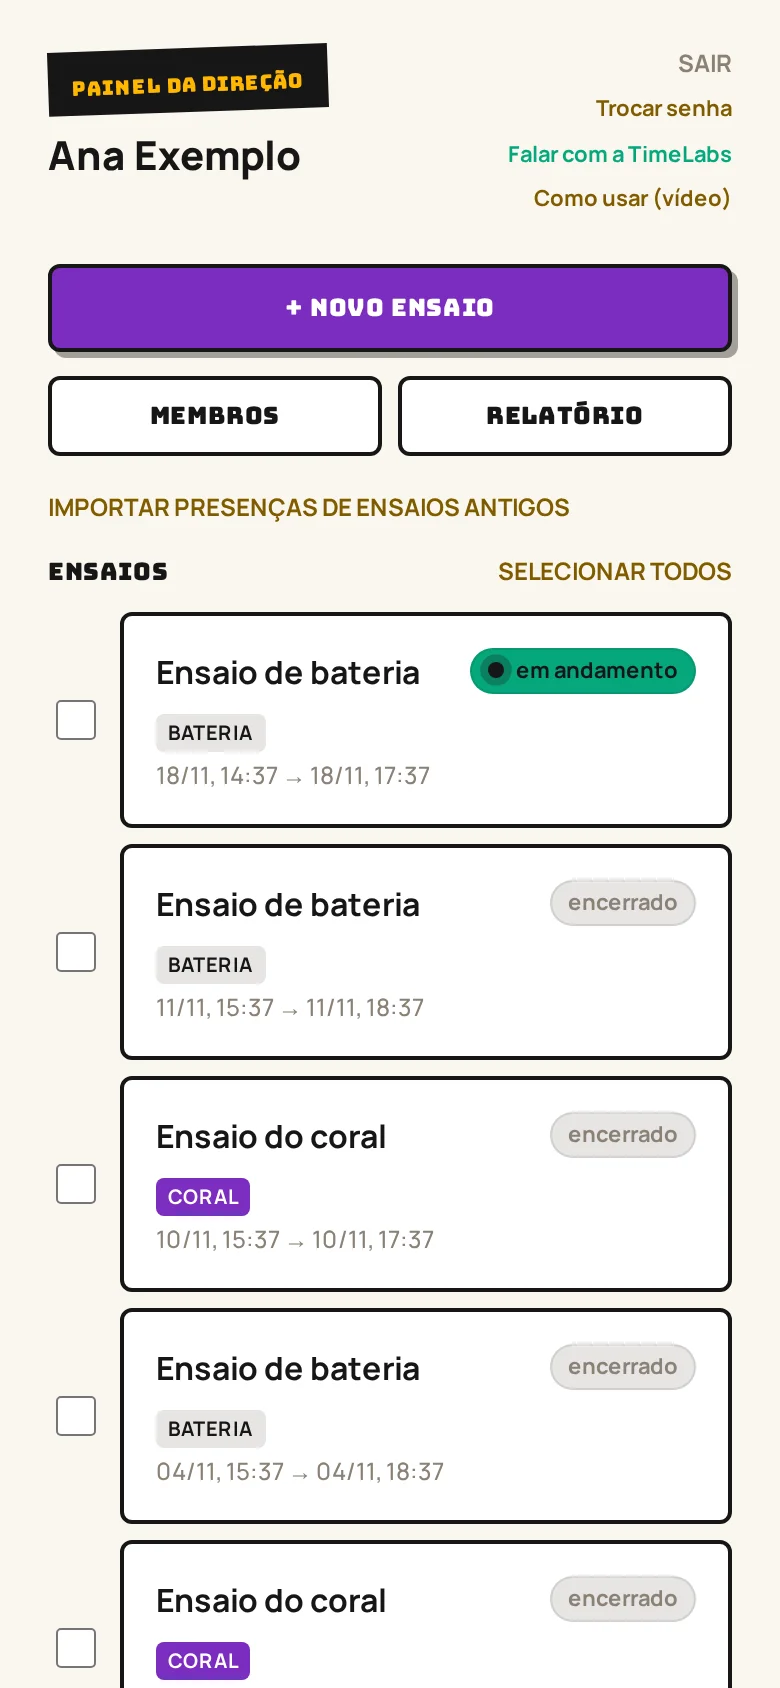 PAINEL DA DIREÇÃO
Ana Exemplo
SAIR
Trocar senha
Falar com a TimeLabs
Como usar (vídeo)
+ NOVO ENSAIO
MEMBROS
RELATÓRIO
IMPORTAR PRESENÇAS DE ENSAIOS ANTIGOS
ENSAIOS
SELECIONAR TODOS
Ensaio de bateria
em andamento
BATERIA
18/11, 14:37 → 18/11, 17:37
Ensaio de bateria
encerrado
BATERIA
11/11, 15:37 → 11/11, 18:37
Ensaio do coral
encerrado
CORAL
10/11, 15:37 → 10/11, 17:37
Ensaio de bateria
encerrado
BATERIA
04/11, 15:37 → 04/11, 18:37
Ensaio do coral
encerrado
CORAL